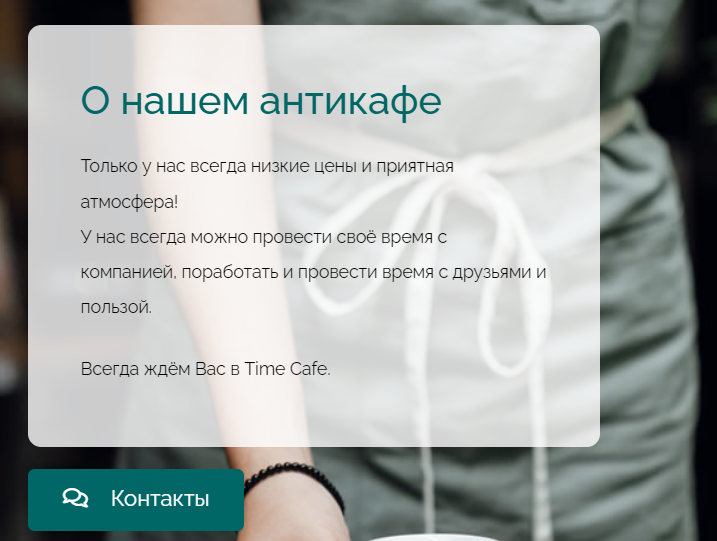 О нашем антикафе
Только у нас всегда низкие цены и приятная
атмосфера!
У нас всегда можно провести своё время с
компанией, поработать и провести время с друзьями и
пользой.
Всегда ждём Вас в Time Cafe.
Контакты